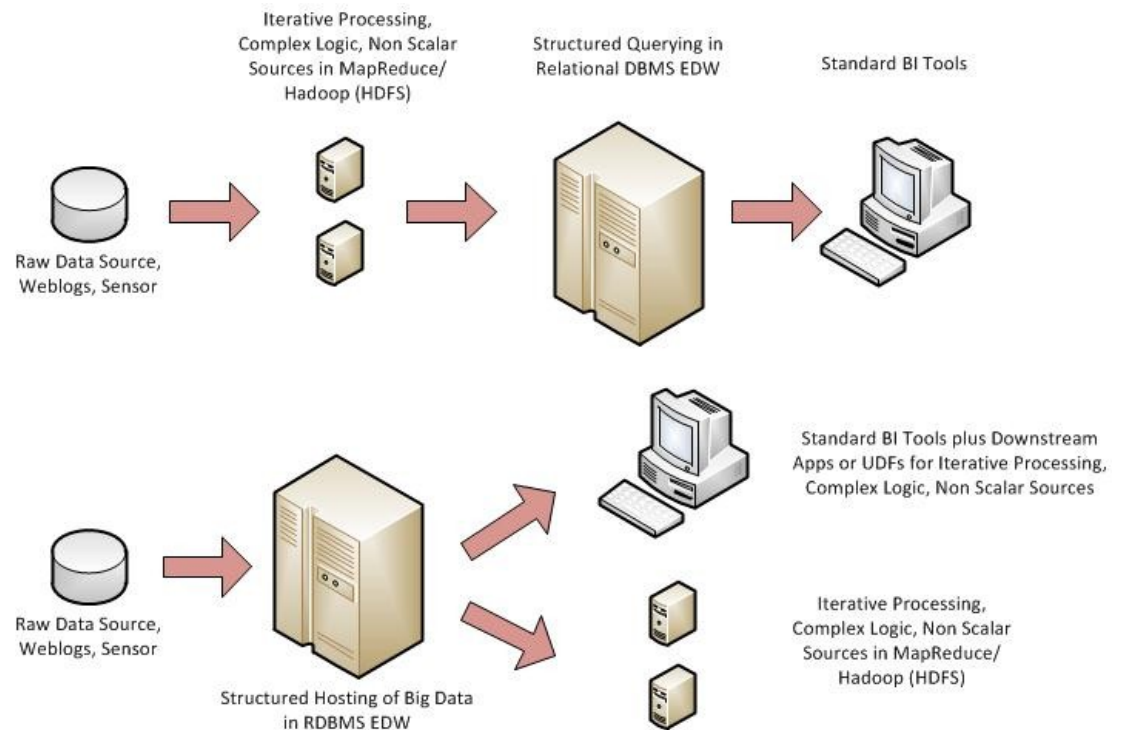 Iterative Processing,
Complex Logic, Non Scalar
Sources in MapReduce/
Hadoop (HDFS)
Structured Querying in
Relational DBMS EDW
Standard BI Tools
Raw Data Source,
Weblogs, Sensor
Standard BI Tools plus Downstream
Apps or UDFs for Iterative Processing,
Complex Logic, Non Scalar Sources
Raw Data Source,
Weblogs, Sensor
Structured Hosting of Big Data
in RDBMS EDW
Iterative Processing,
Complex Logic, Non Scalar
Sources in MapReduce/
Hadoop (HDFS)